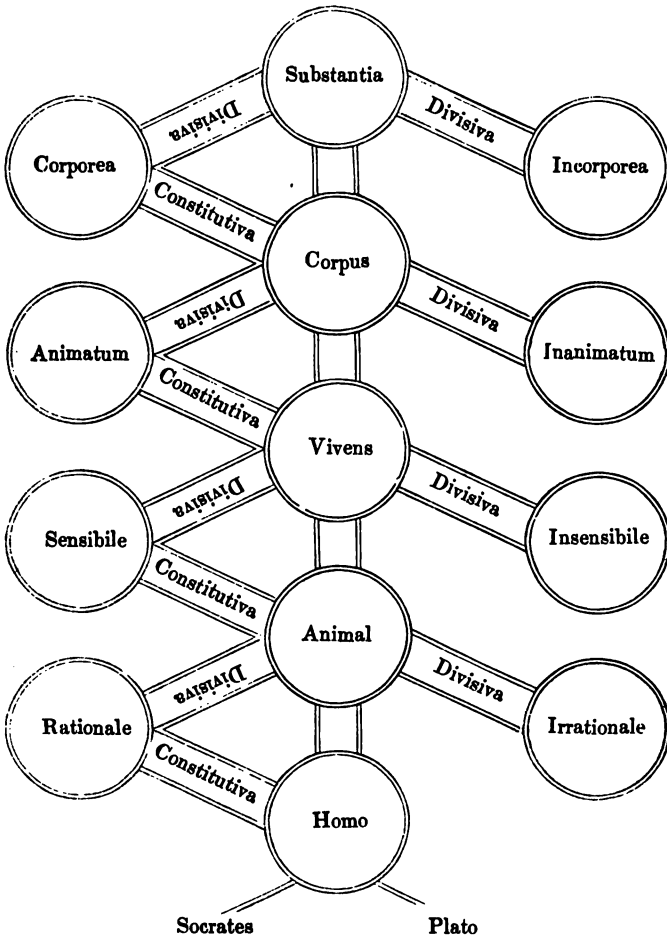 Substantia
Divisiva
Divisiva
Corporea
Incorporea
Constitutiva
Corpus
Divisiva
Divisiva
Animatum
Inanimatum
Constitutiva
Vivens
Divisiva
Divisiva
Sensibile
Insensibile
Constitutiva
Animal
Divisiva
Divisiva
Rationale
Irrationale
Constitutiva
Homo
Socrates
Plato